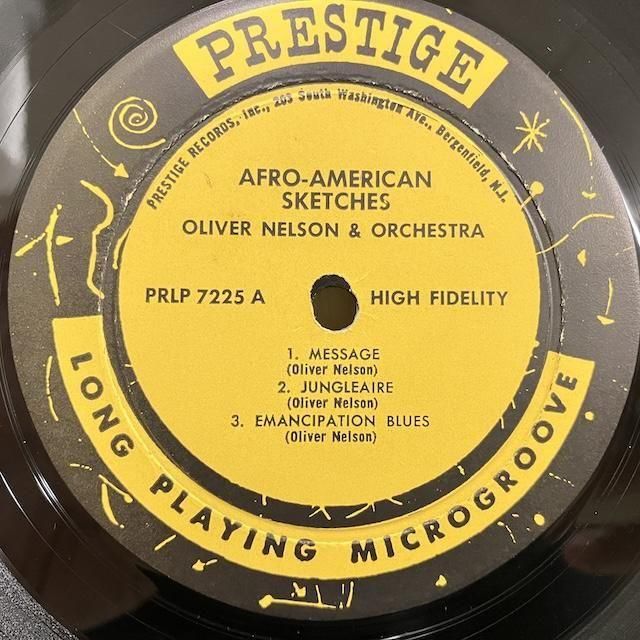 PRESTIGE
PRESTIGE RECORDS, Inc., 203 South Washington Ave., Bergenfield, N.J.
AFRO-AMERICAN
SKETCHES
OLIVER NELSON & ORCHESTRA
PRLP 7225 A HIGH FIDELITY
1. MESSAGE
(Oliver Nelson)
2. JUNGLEAIRE
(Oliver Nelson)
3. EMANCIPATION BLUES
(Oliver Nelson)
LONG PLAYING MICROGROOVE